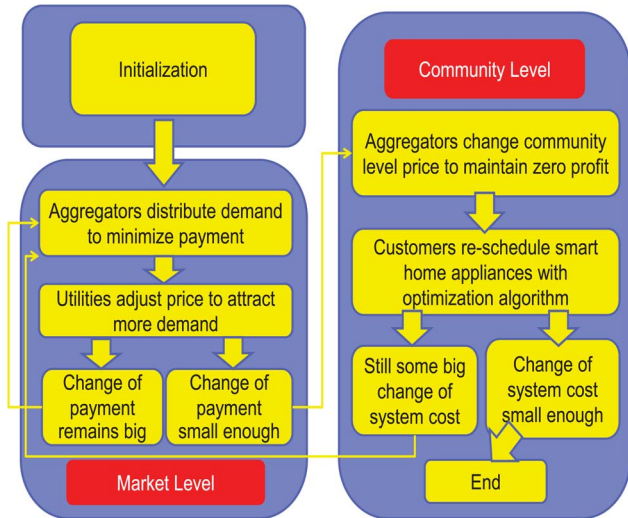 Initialization
Aggregators distribute demand
to minimize payment
Utilities adjust price to attract
more demand
Change of
payment
remains big
Change of
payment
small enough
Market Level
Community Level
Aggregators change community
level price to maintain zero profit
Customers re-schedule smart
home appliances with
optimization algorithm
Still some big
change of
system cost
Change of
system cost
small enough
End